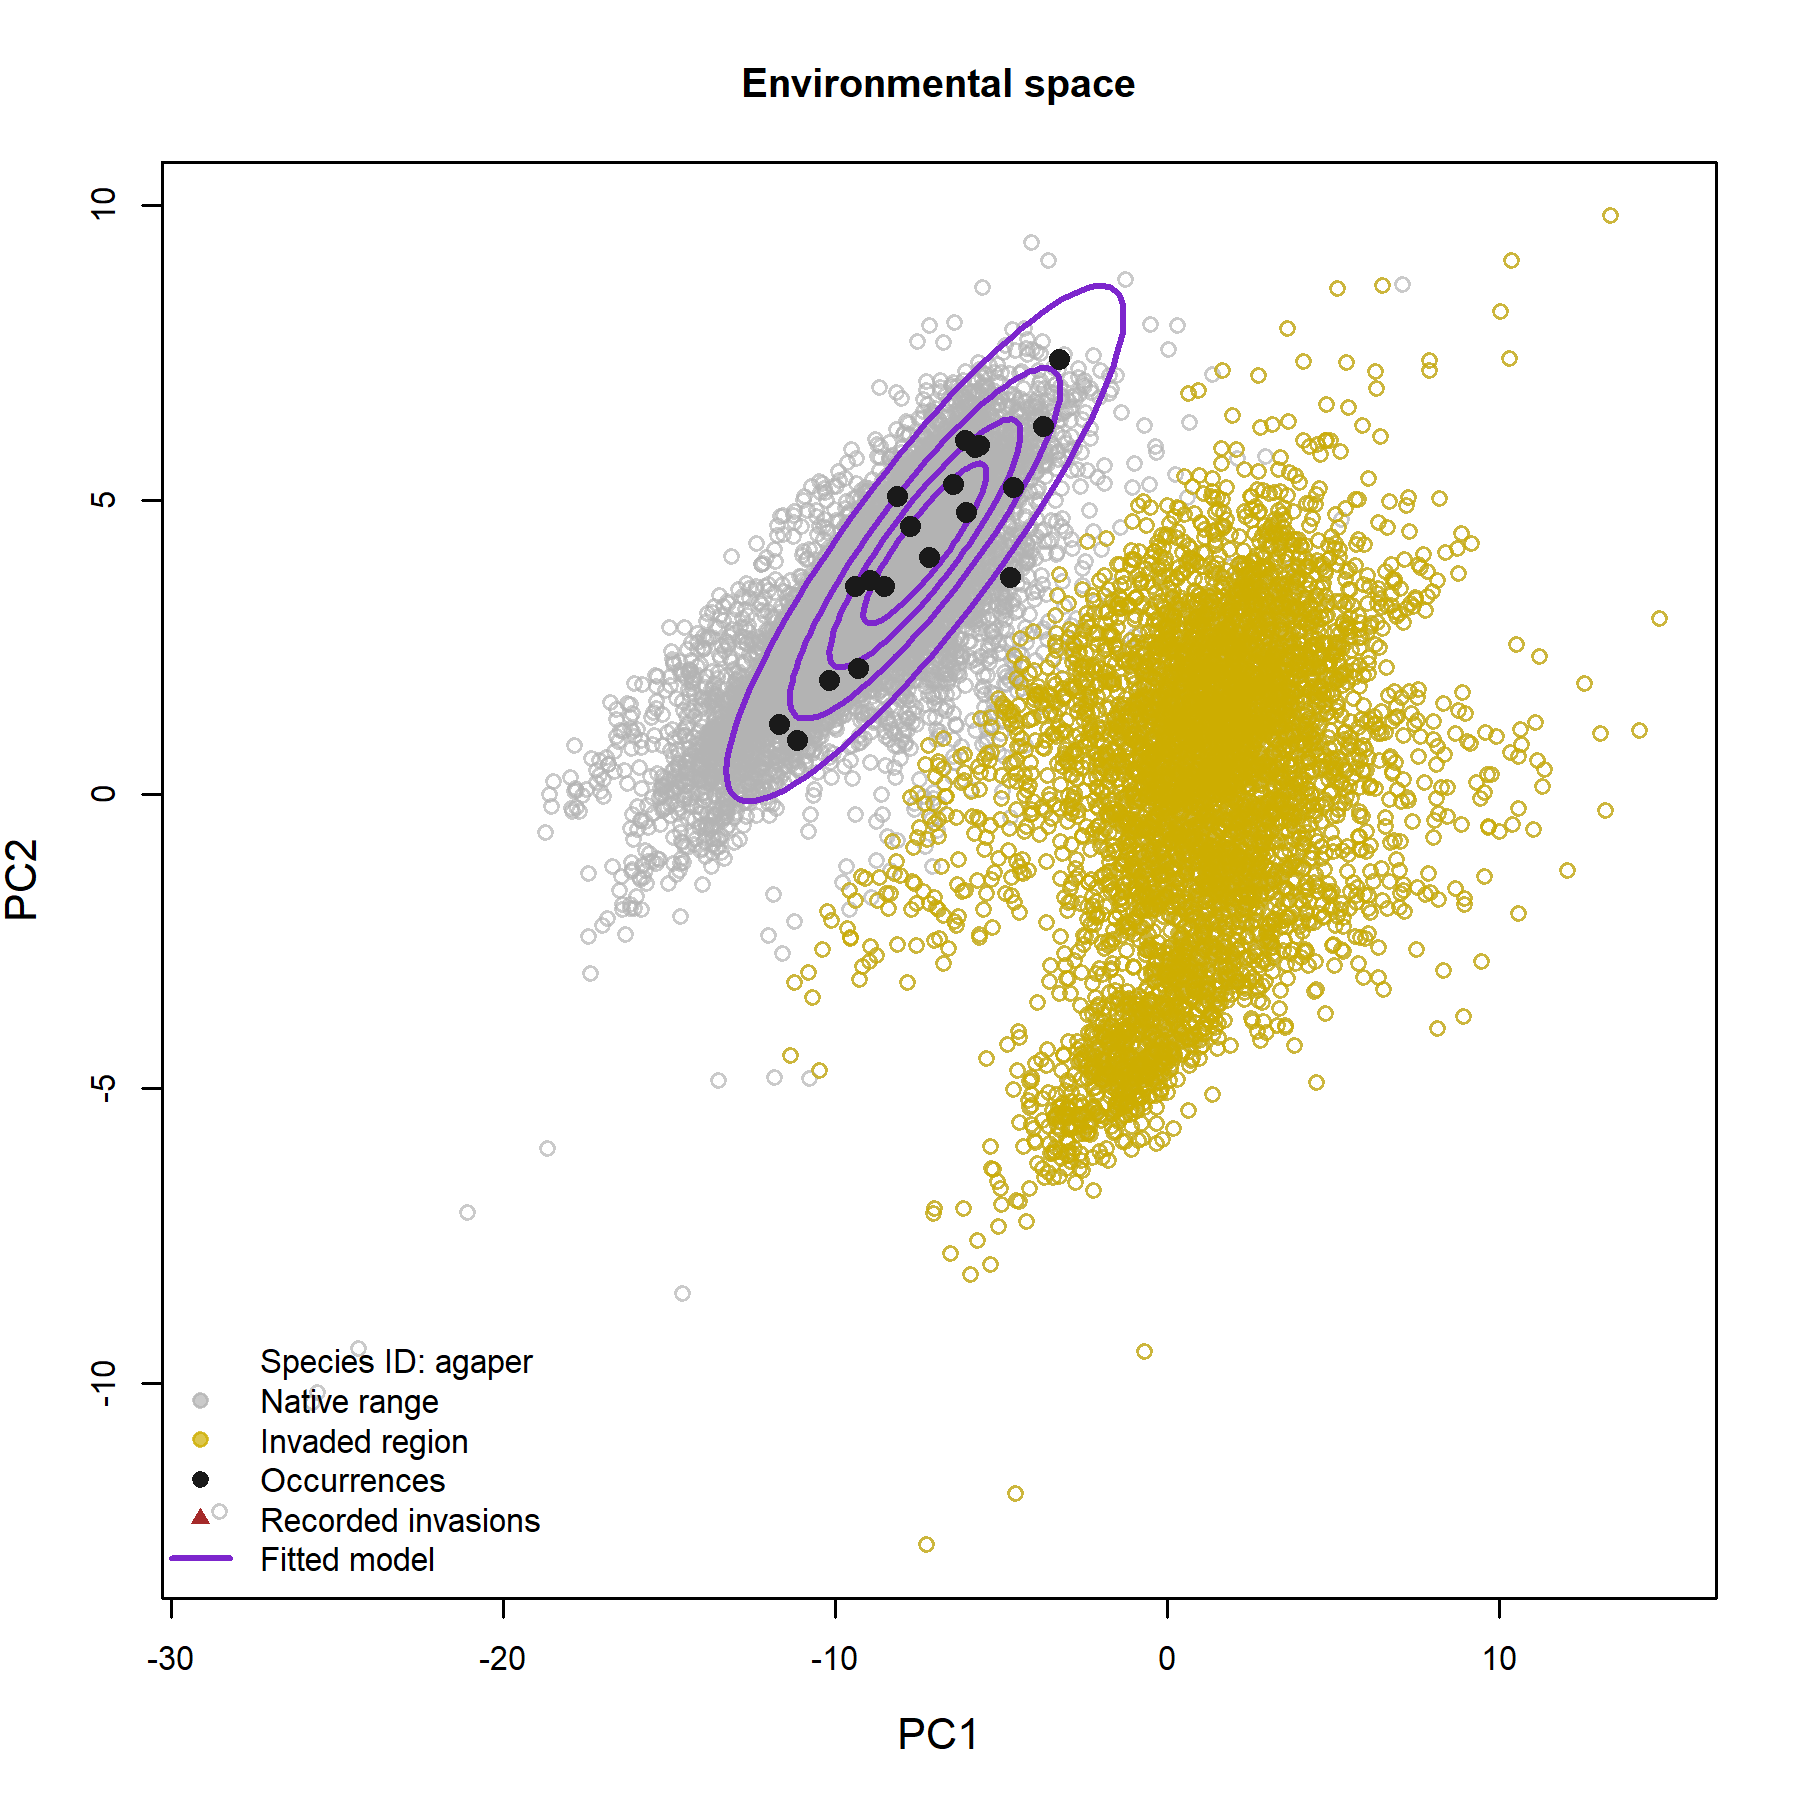 Environmental space
10
5
0
-5
-10
PC2
Species ID: agaper
Native range
Invaded region
Occurrences
Recorded invasions
Fitted model
-30 -20 -10 0 10
PC1